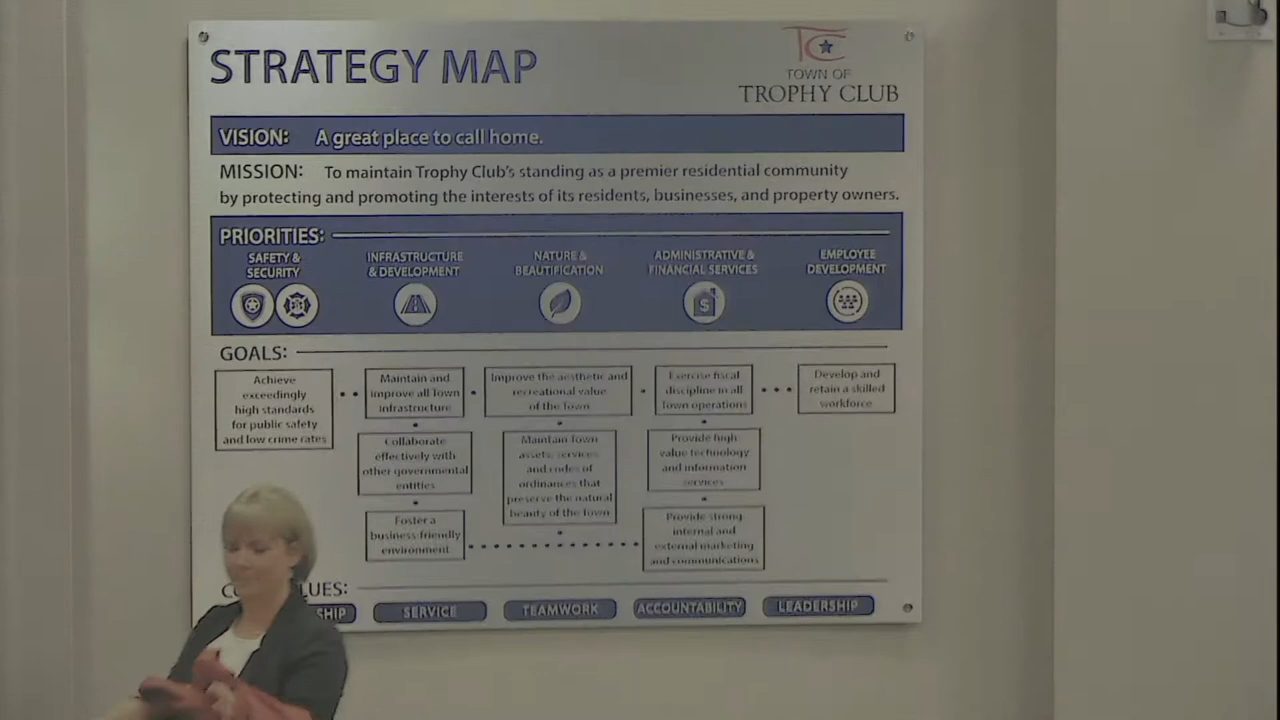 STRATEGY MAP
TC
TOWN OF
TROPHY CLUB
VISION: A great place to call home.
MISSION: To maintain Trophy Club's standing as a premier residential community
by protecting and promoting the interests of its residents, businesses, and property owners.
PRIORITIES:
SAFETY &
SECURITY
INFRASTRUCTURE
& DEVELOPMENT
NATURE &
BEAUTIFICATION
ADMINISTRATIVE &
FINANCIAL SERVICES
EMPLOYEE
DEVELOPMENT
$
GOALS:
Achieve
exceedingly
high standards
for public safety
and low crime rates
Maintain and
improve all Town
infrastructure
Improve the aesthetic and
recreational value
of the Town
Exercise fiscal
discipline in all
Town operations
Develop and
retain a skilled
workforce
Collaborate
effectively with
other governmental
entities
Maintain Town
assets, services
and codes of
ordinances that
preserve the natural
beauty of the Town
Provide high
value technology
and information
services
Foster a
business-friendly
environment
Provide strong
internal and
external marketing
and communications
LUES:
SHIP
SERVICE
TEAMWORK
ACCOUNTABILITY
LEADERSHIP